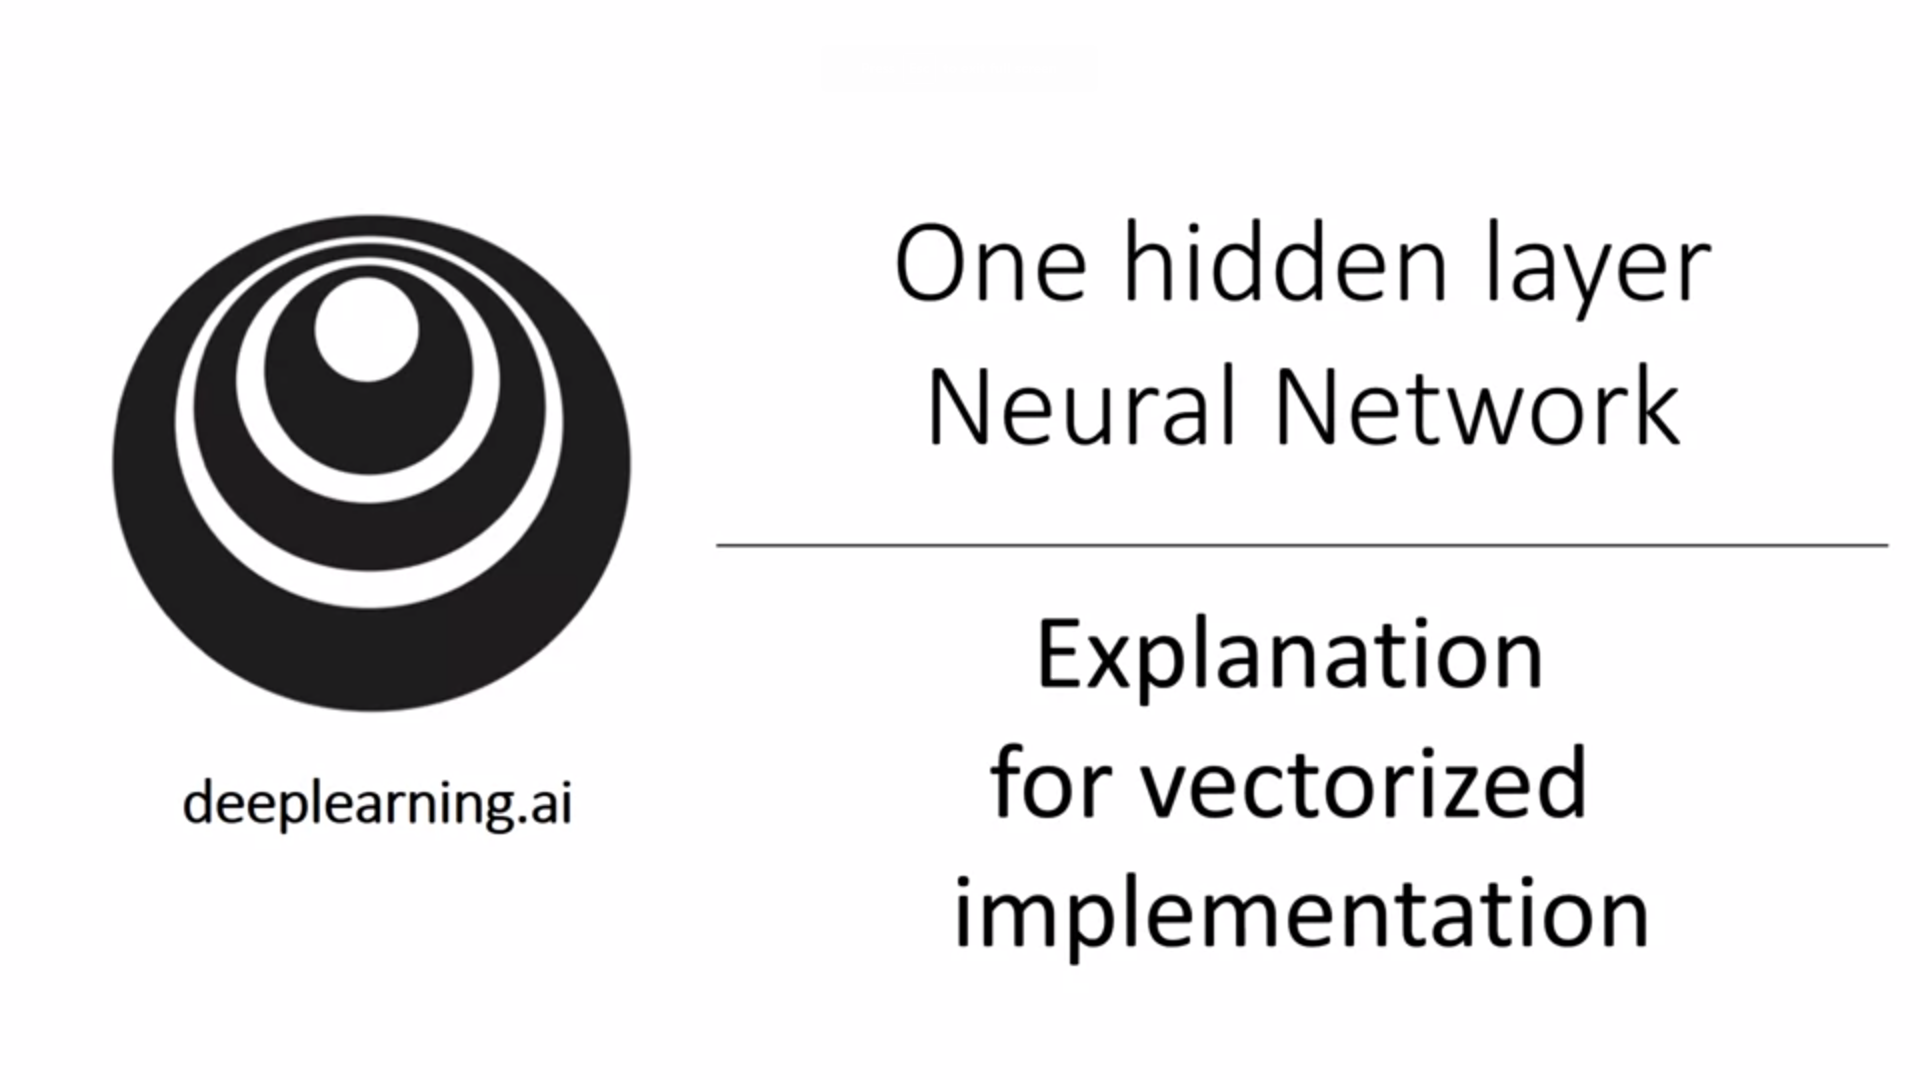 One hidden layer
Neural Network
Explanation
for vectorized
implementation
deeplearning.ai